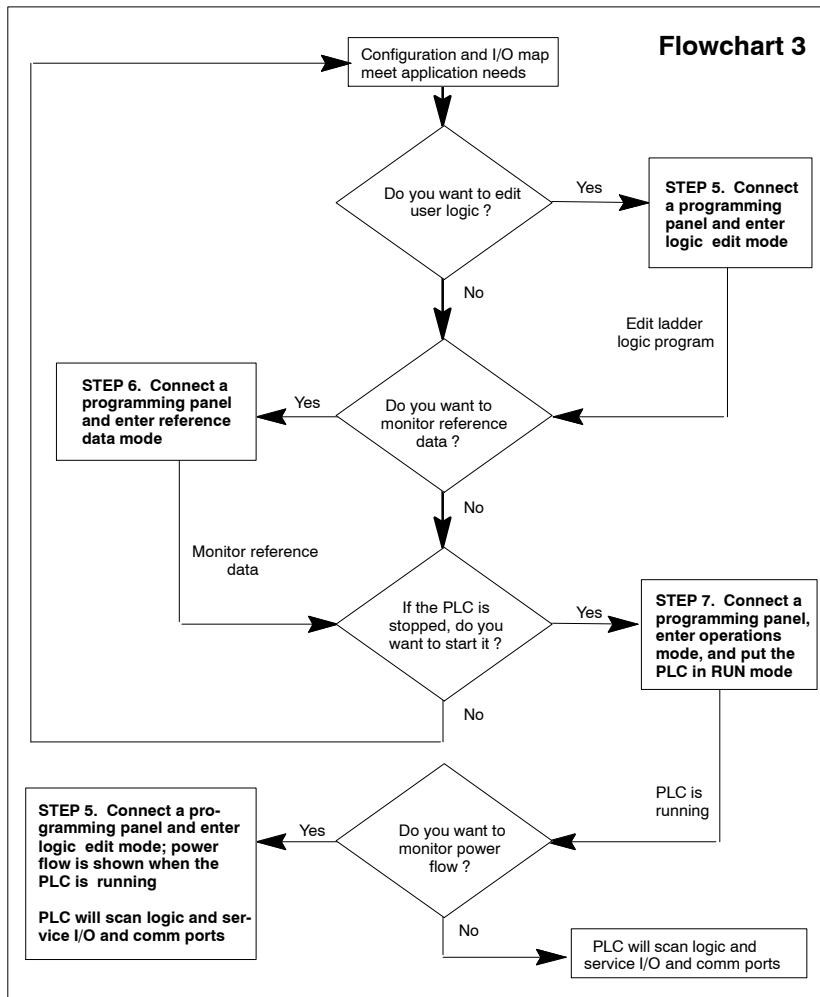 Flowchart 3
Configuration and I/O map
meet application needs
Do you want to edit
user logic ?
Yes
STEP 5. Connect
a programming
panel and enter
logic edit mode
No
Edit ladder
logic program
STEP 6. Connect a
programming panel
and enter reference
data mode
Yes
Do you want to
monitor reference
data ?
No
Monitor reference
data
If the PLC is
stopped, do you
want to start it ?
Yes
STEP 7. Connect a
programming panel,
enter operations
mode, and put the
PLC in RUN mode
No
PLC is
running
STEP 5. Connect a pro-
gramming panel and enter
logic edit mode; power
flow is shown when the
PLC is running
PLC will scan logic and ser-
vice I/O and comm ports
Yes
Do you want to
monitor power
flow ?
No
PLC will scan logic and
service I/O and comm ports